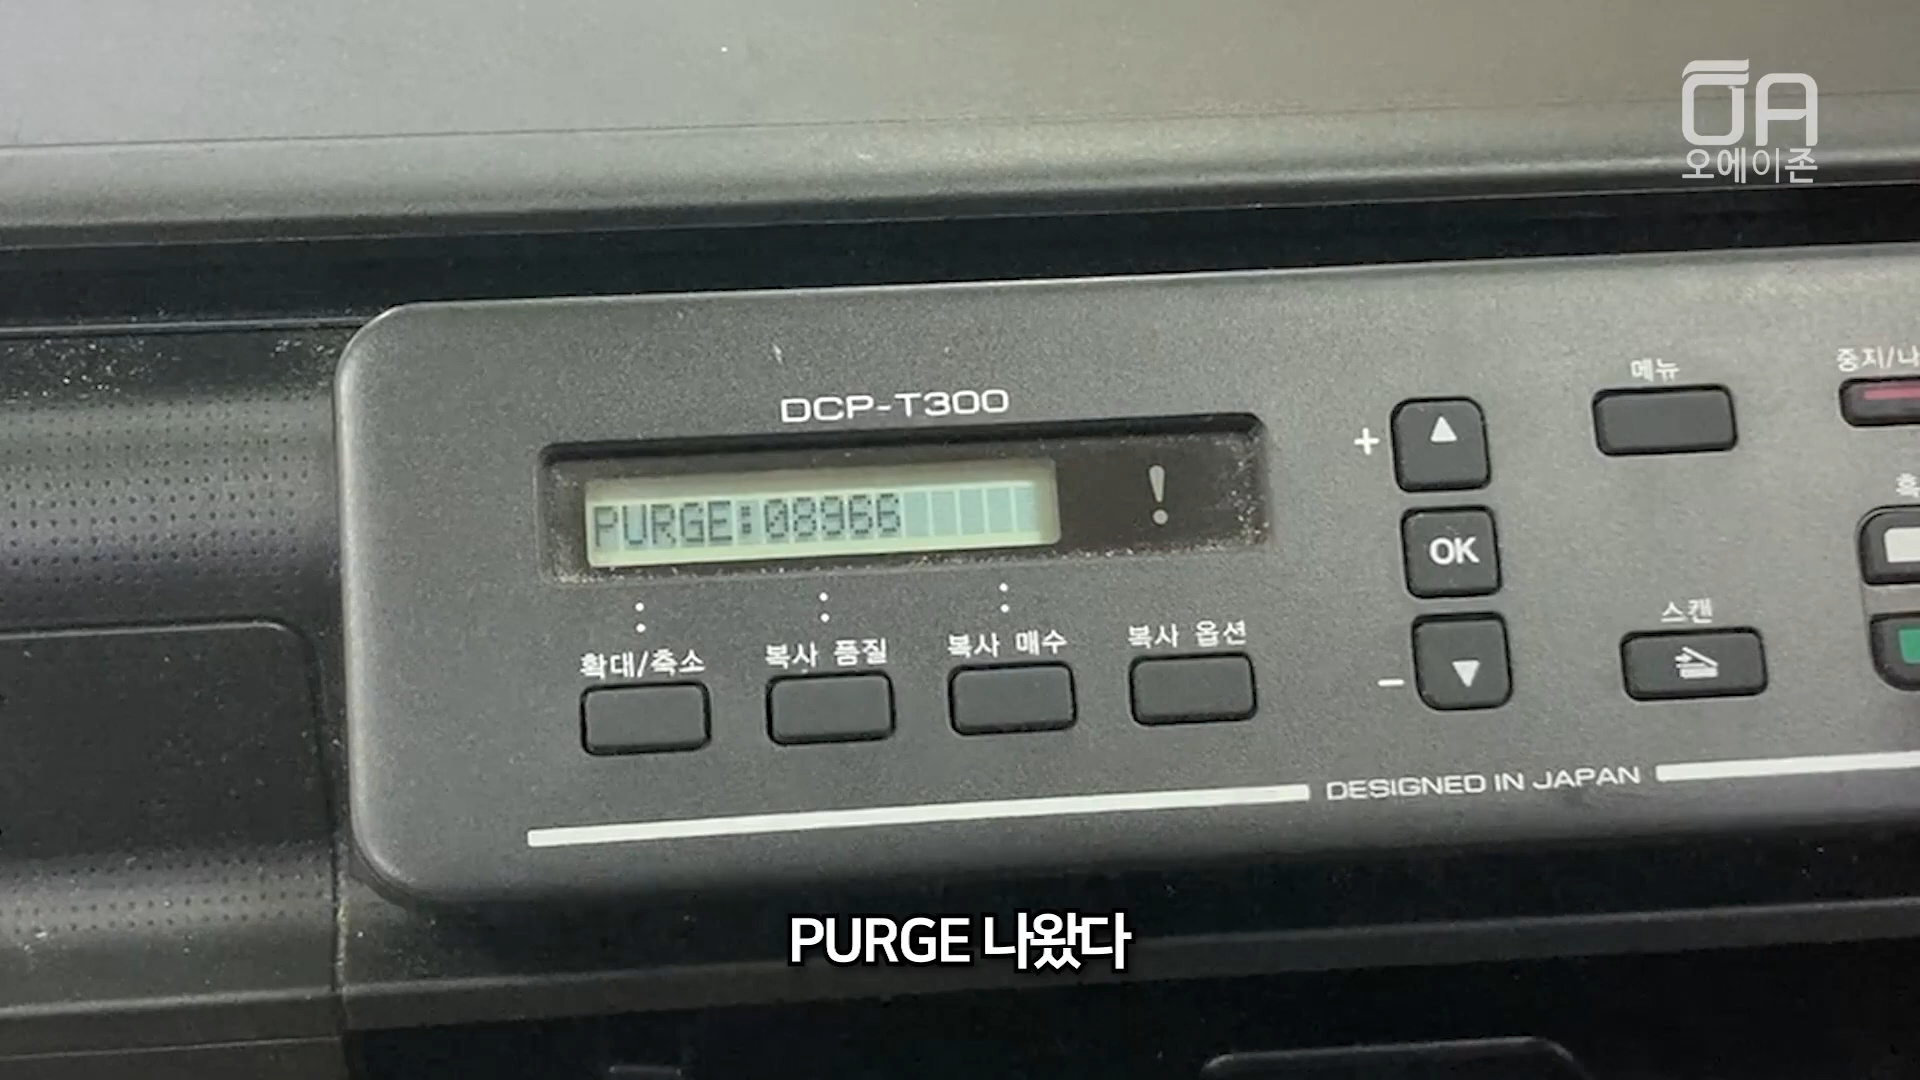 OA
오에이존
DCP-T300
PURGE:08966
!
확대/축소
복사 품질
복사 매수
복사 옵션
+
OK
−
메뉴
스캔
중지/나
흑
DESIGNED IN JAPAN
PURGE 나왔다